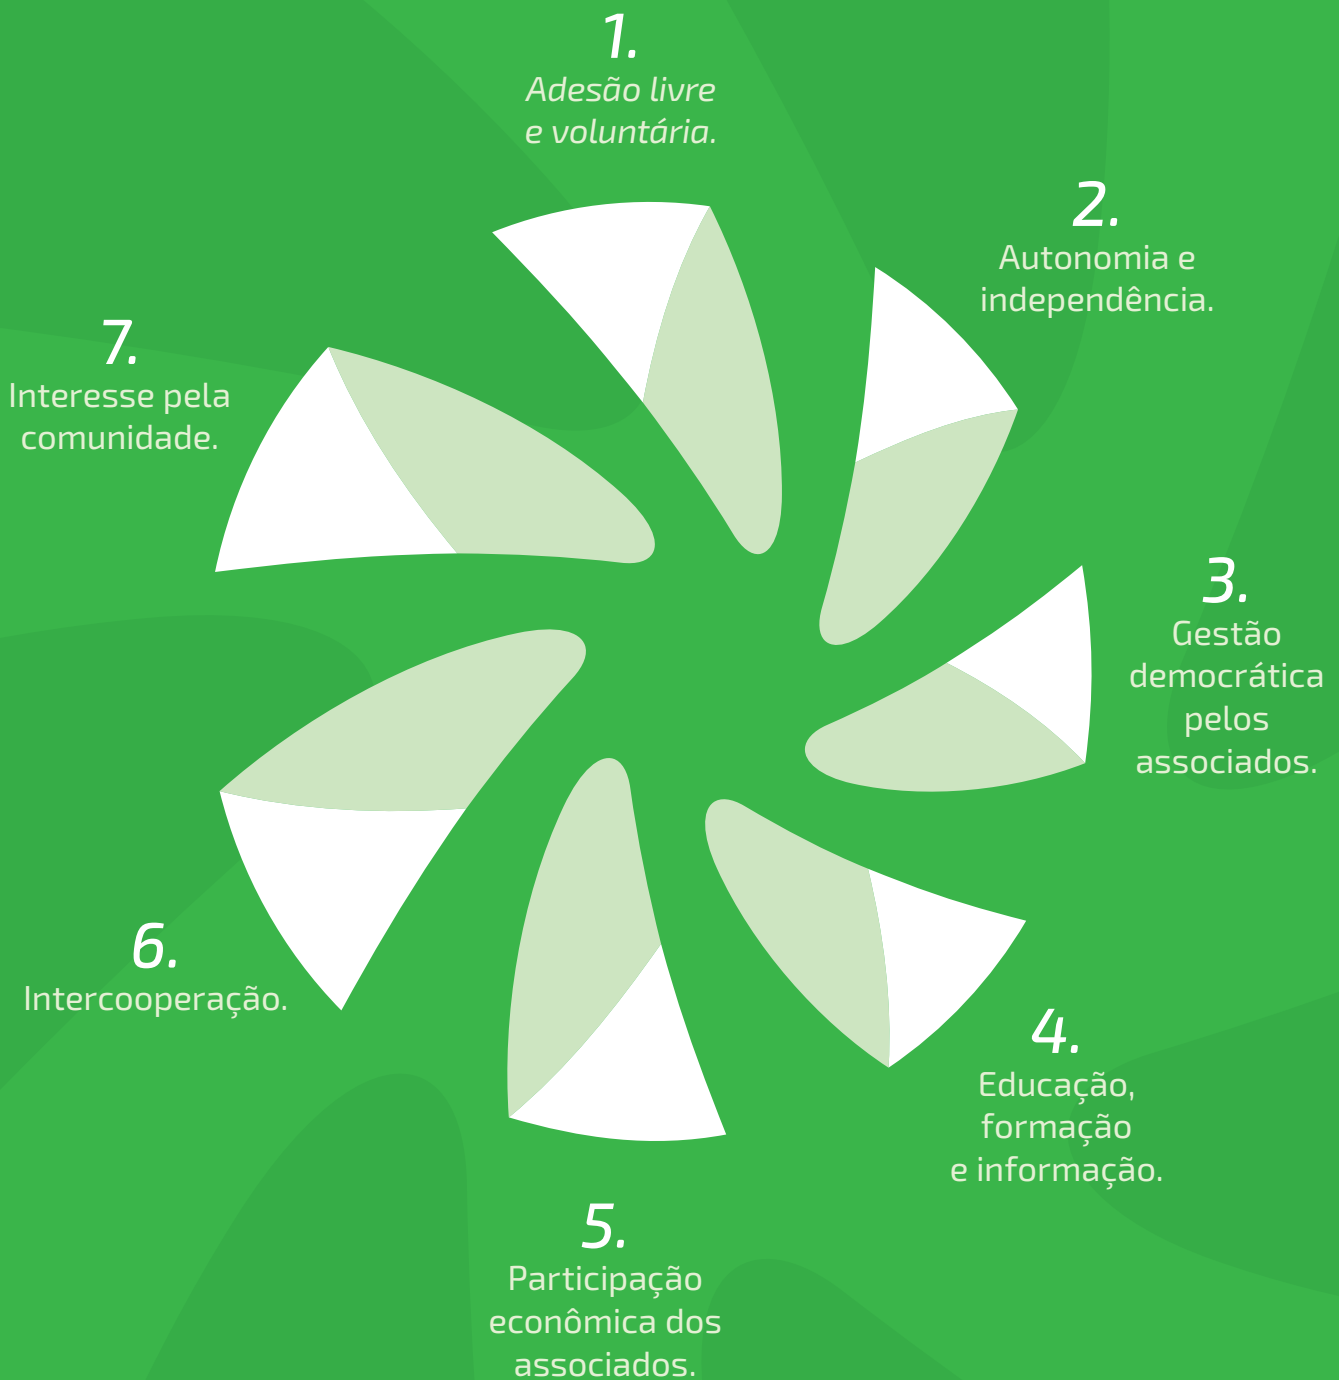 1.
Adesão livre
e voluntária.
2.
Autonomia e
independência.
3.
Gestão
democrática
pelos
associados.
4.
Educação,
formação
e informação.
5.
Participação
econômica dos
associados.
6.
Intercooperação.
7.
Interesse pela
comunidade.